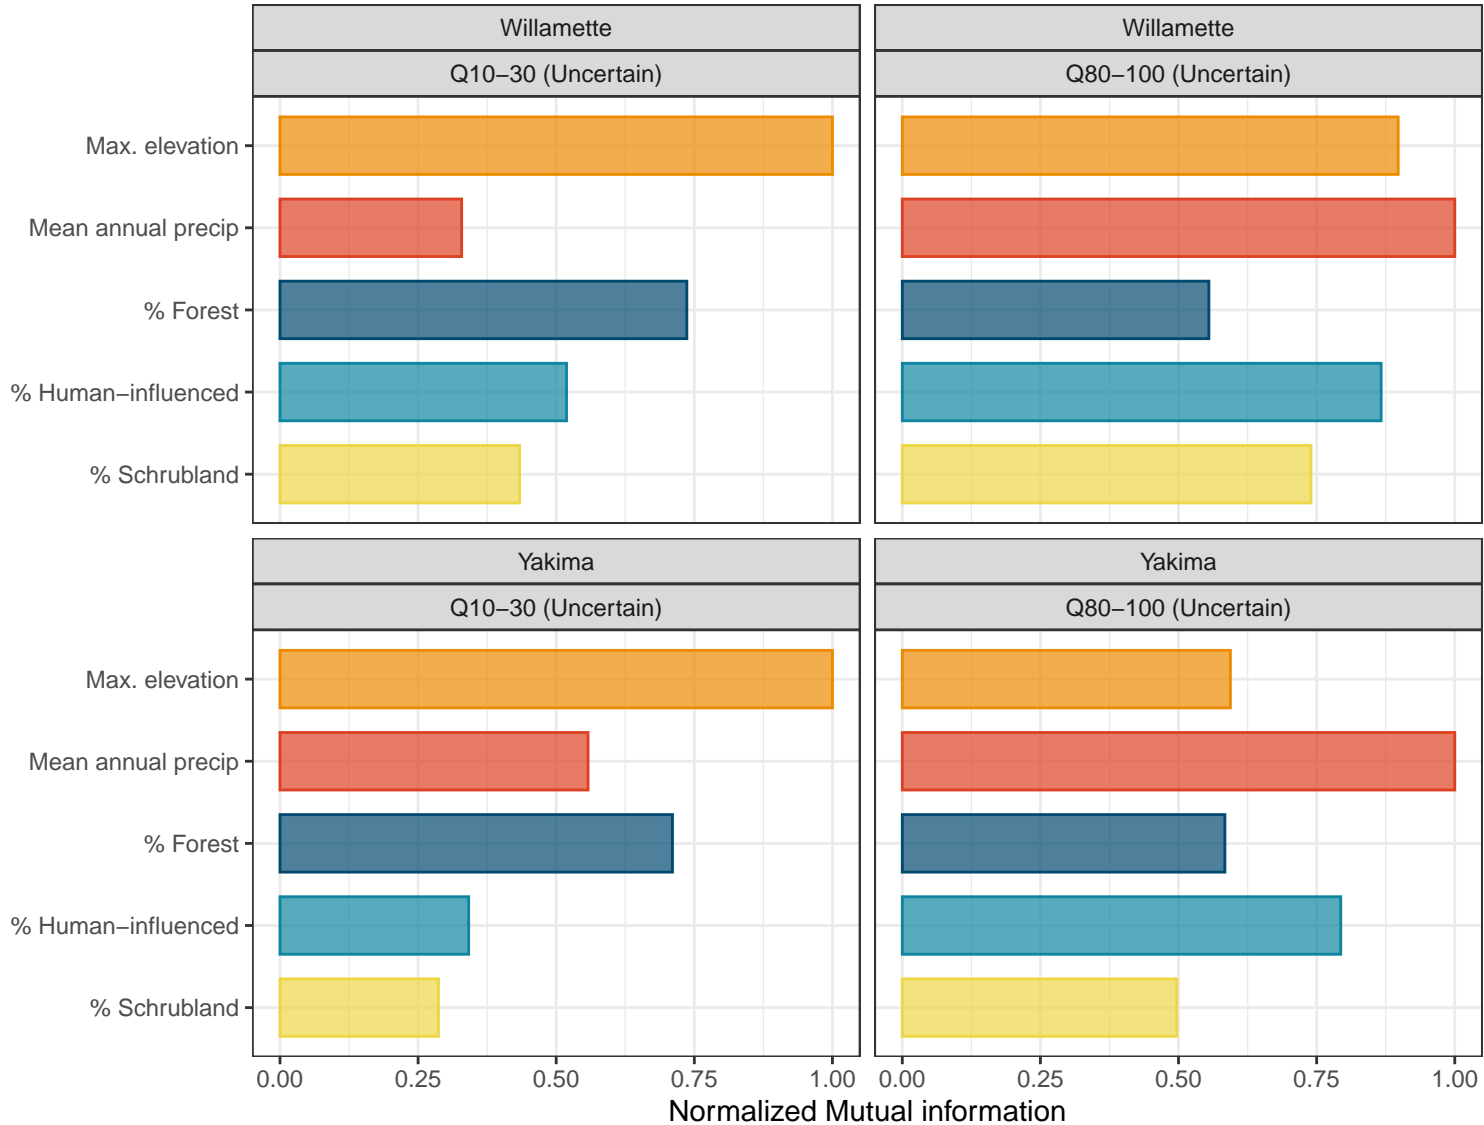 Willamette
Willamette
Q10−30 (Uncertain)
Q80−100 (Uncertain)
Max. elevation
Mean annual precip
% Forest
% Human−influenced
% Schrubland
Yakima
Yakima
Q10−30 (Uncertain)
Q80−100 (Uncertain)
Max. elevation
Mean annual precip
% Forest
% Human−influenced
% Schrubland
0.00 0.25 0.50 0.75 1.00
0.00 0.25 0.50 0.75 1.00
Normalized Mutual information